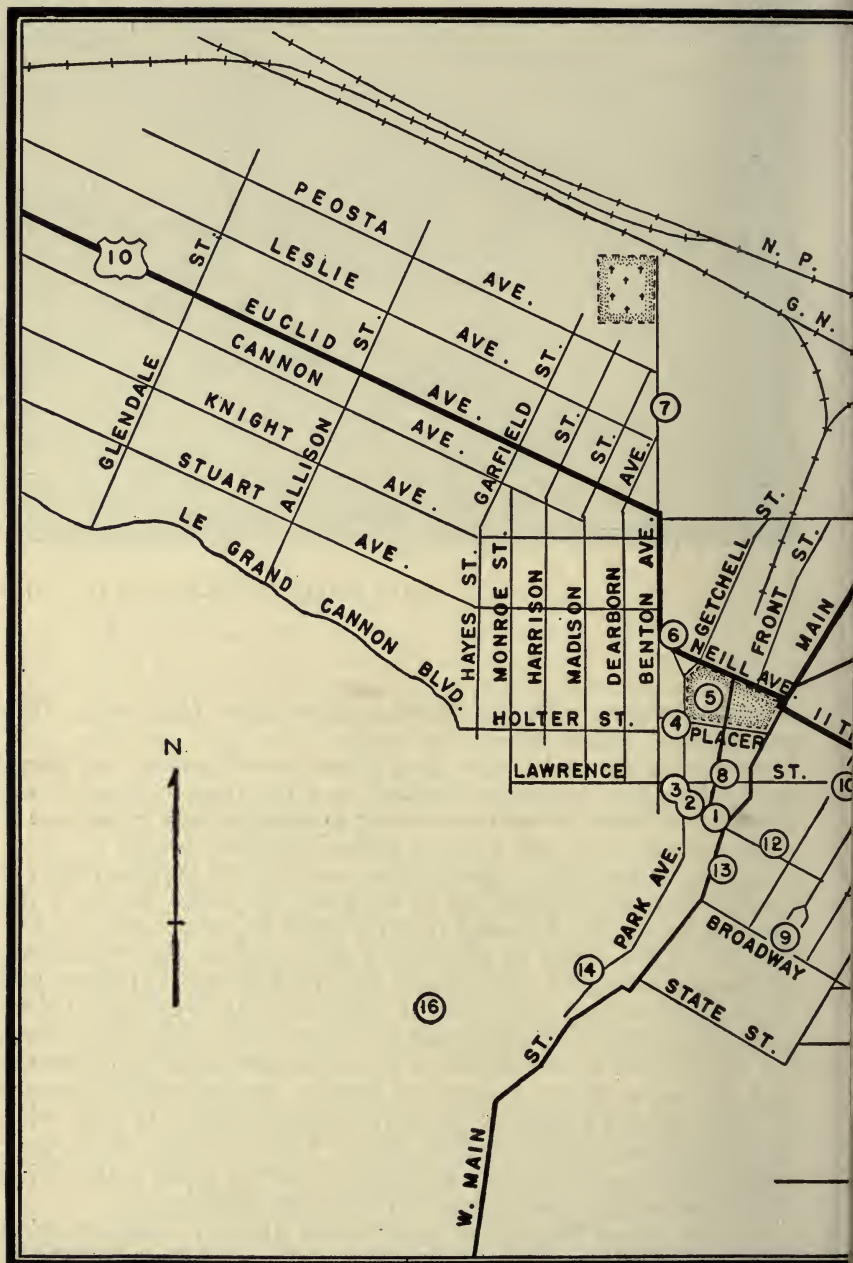 N. P.
G. N.
PEOSTA AVE.
LESLIE AVE.
10
EUCLID AVE.
CANNON AVE.
KNIGHT AVE.
STUART AVE.
LE GRAND CANNON BLVD.
GLENDALE ST.
ALLISON ST.
GARFIELD ST.
ST.
ST.
AVE.
7
HAYES ST.
MONROE ST.
HARRISON
MADISON
DEARBORN
BENTON AVE.
GETCHELL ST.
FRONT ST.
MAIN
6
NEILL AVE.
5
11 T
HOLTER ST.
4
PLACER
LAWRENCE ST.
3
8
10
2
1
12
13
N
PARK AVE.
BROADWAY
9
14
STATE ST.
16
W. MAIN ST.